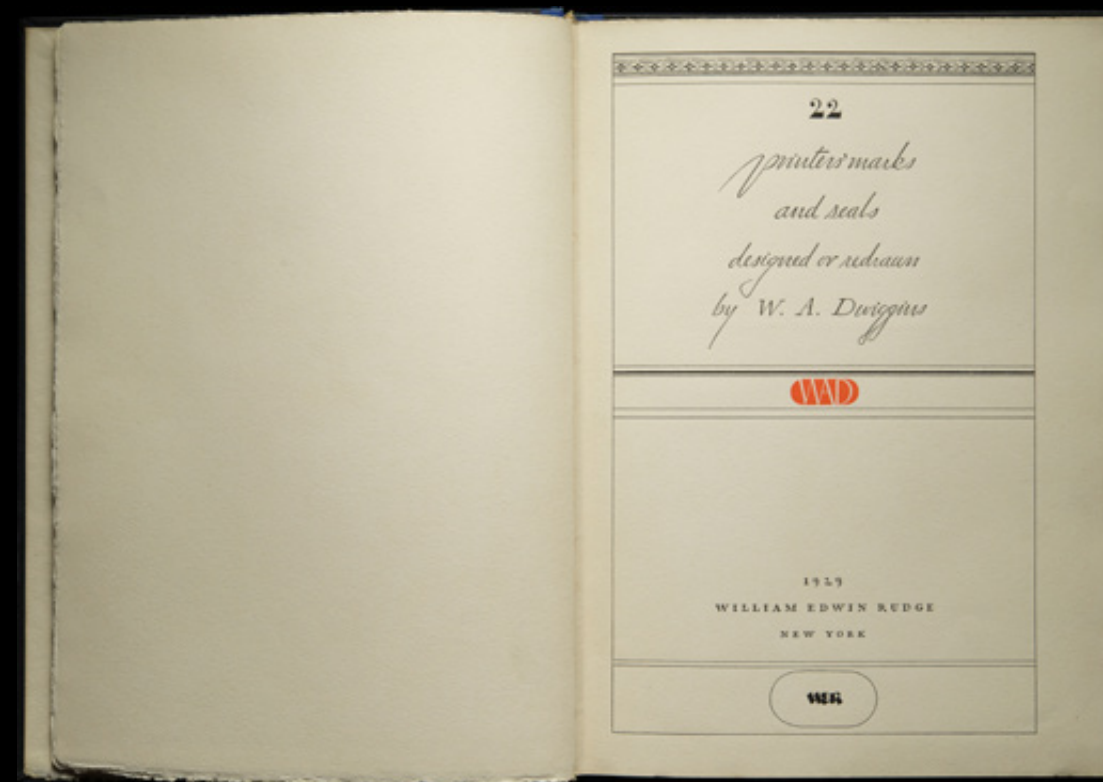 22
printers' marks
and seals
designed or redrawn
by W. A. Dwiggins
WAD
1929
WILLIAM EDWIN RUDGE
NEW YORK
WER